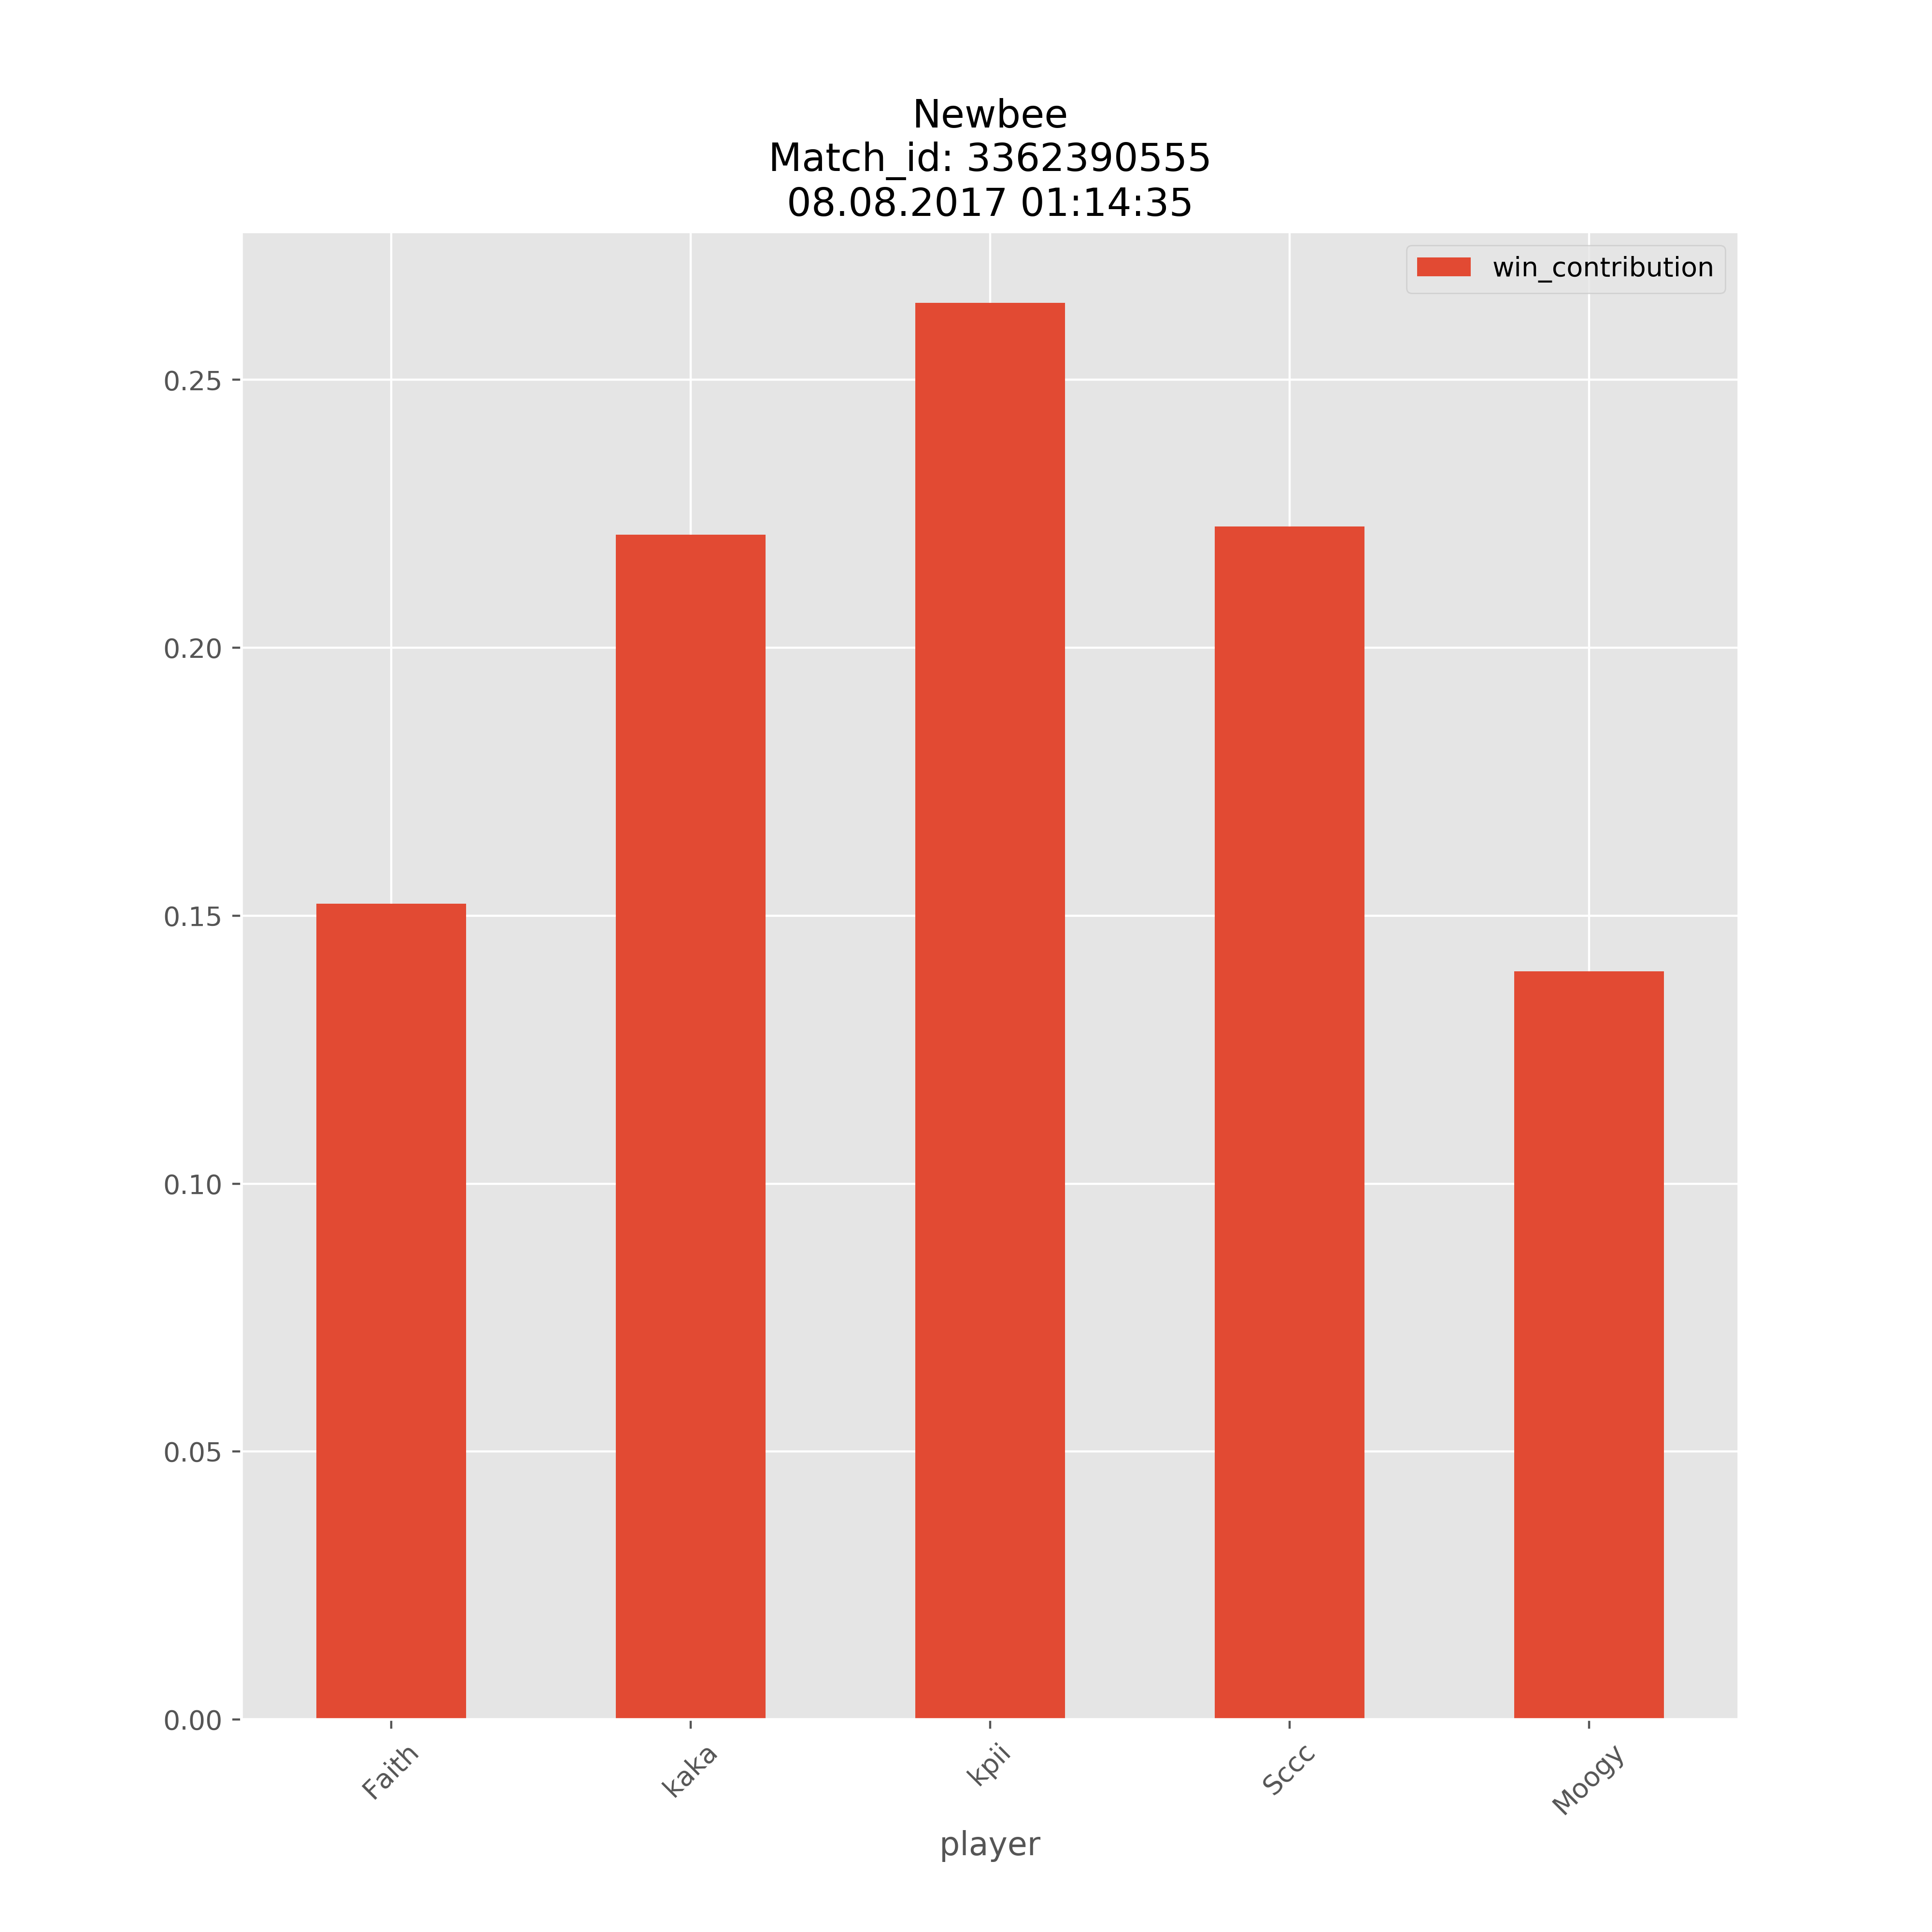 Newbee
Match_id: 3362390555
08.08.2017 01:14:35
win_contribution
0.25
0.20
0.15
0.10
0.05
0.00
Faith
kaka
kpii
Sccc
Moogy
player